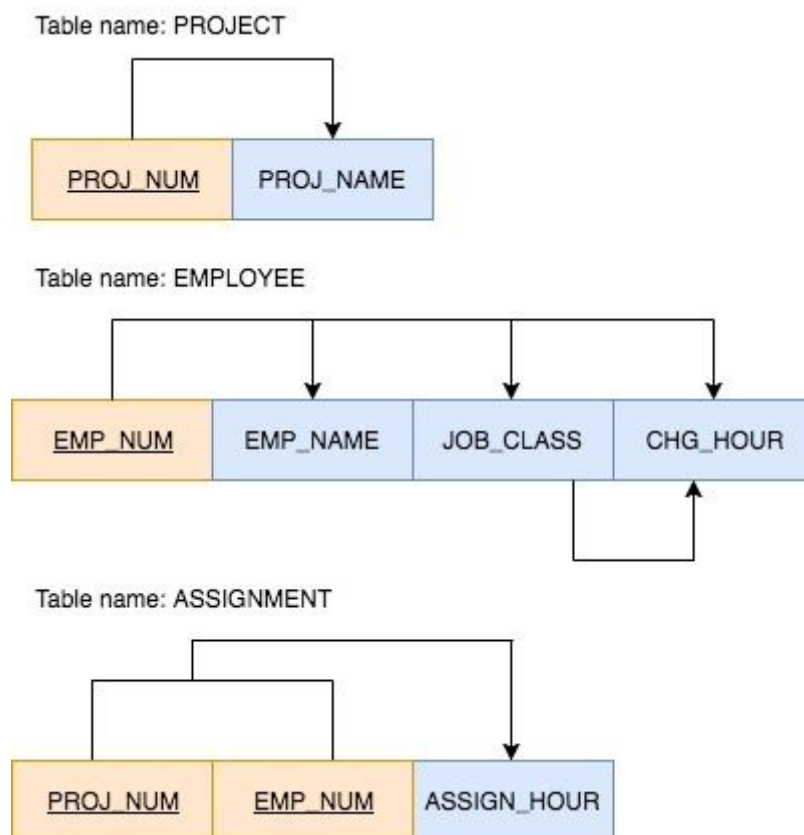 Table name: PROJECT
PROJ_NUM PROJ_NAME
Table name: EMPLOYEE
EMP_NUM EMP_NAME JOB_CLASS CHG_HOUR
Table name: ASSIGNMENT
PROJ_NUM EMP_NUM ASSIGN_HOUR